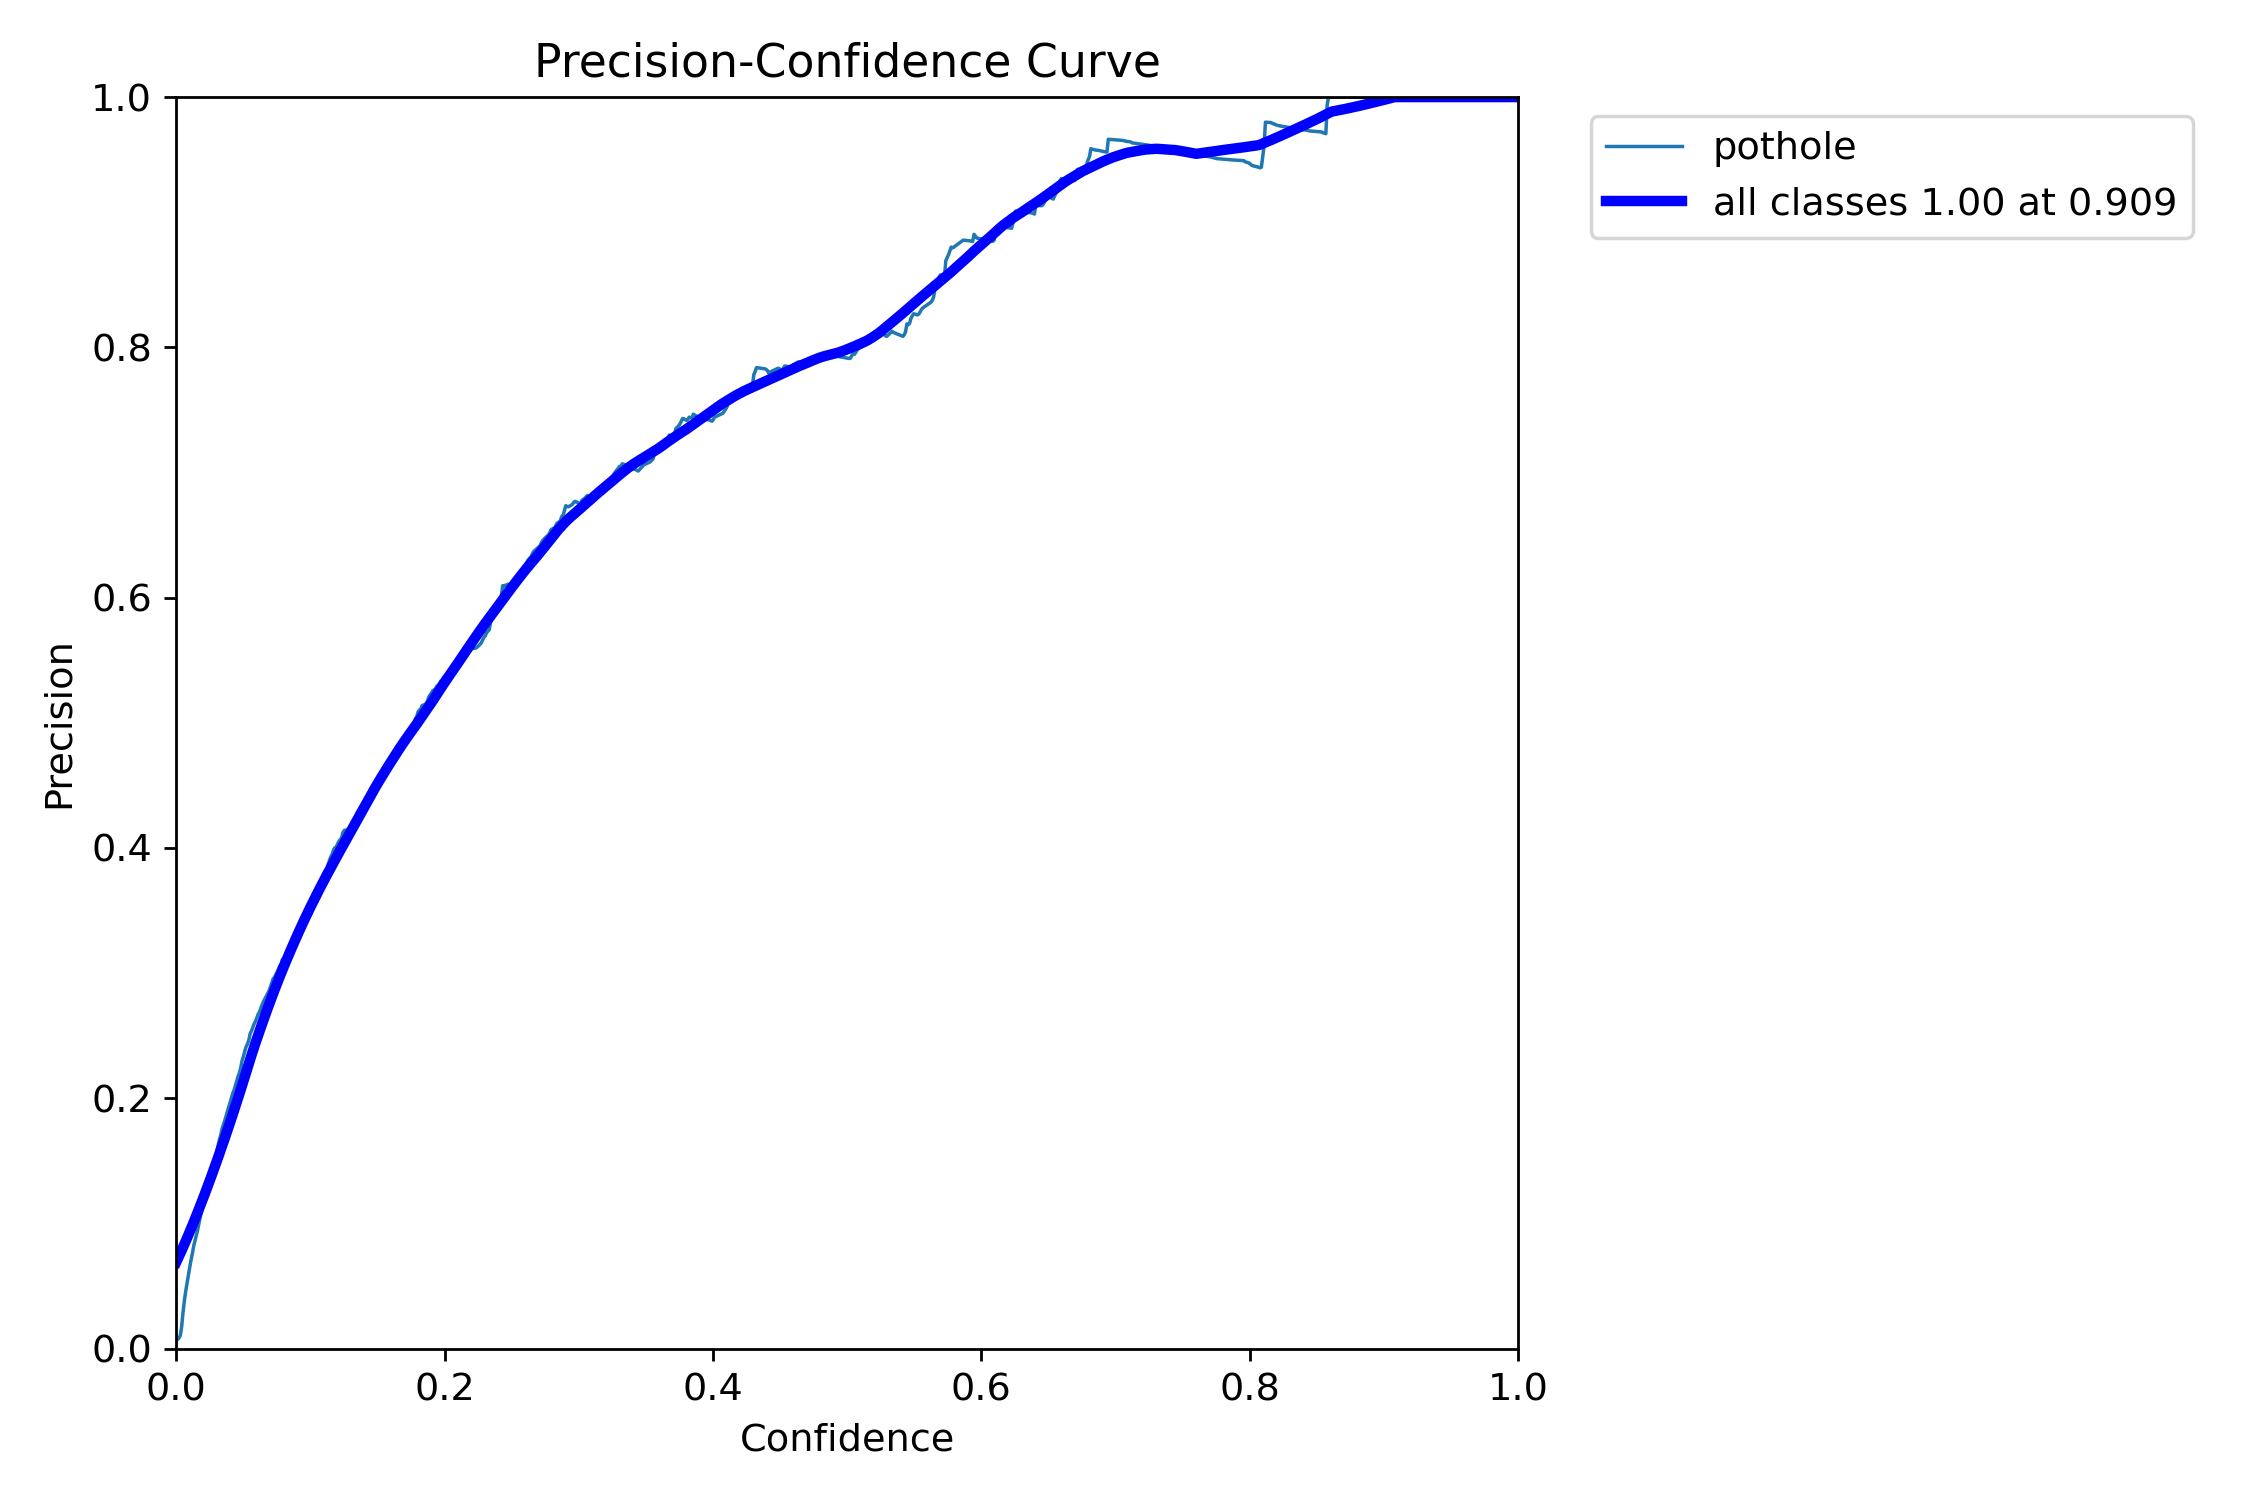 Precision-Confidence Curve
1.0
0.8
0.6
0.4
0.2
0.0
Precision
0.0 0.2 0.4 0.6 0.8 1.0
Confidence
pothole
all classes 1.00 at 0.909